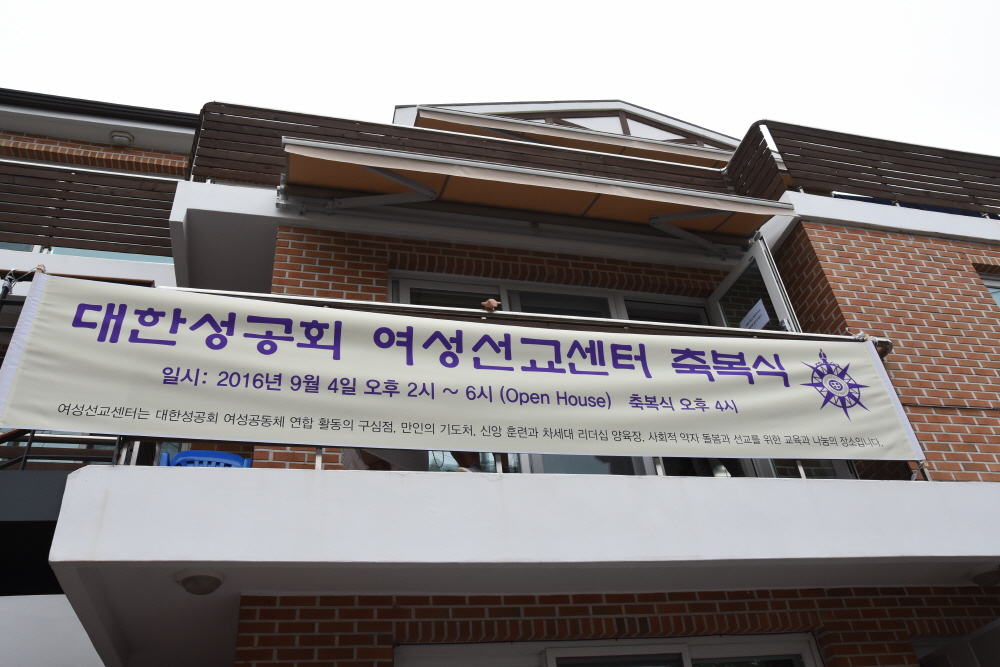 대한성공회 여성선교센터 축복식
일시: 2016년 9월 4일 오후 2시 ~ 6시 (Open House) 축복식 오후 4시
여성선교센터는 대한성공회 여성공동체 연합 활동의 구심점, 만인의 기도처, 신앙 훈련과 차세대 리더십 양육장, 사회적 약자 돌봄과 선교를 위한 교육과 나눔의 장소입니다.